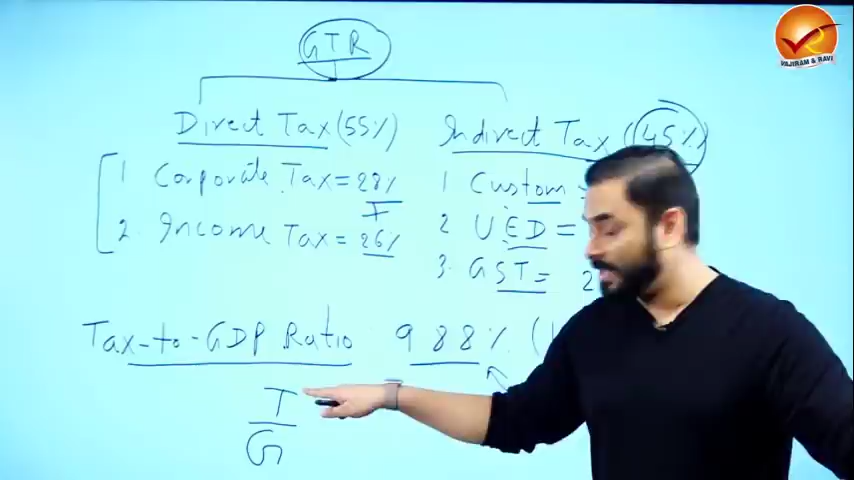 GTR
Direct Tax (55%)
Indirect Tax (45%)
1 Corporate Tax = 28%
1 Custom
2. Income Tax = 26%
2 UED =
3. GST = 2
Tax-to-GDP Ratio 9 88%. (1
T
G
VAJIRAM & RAVI